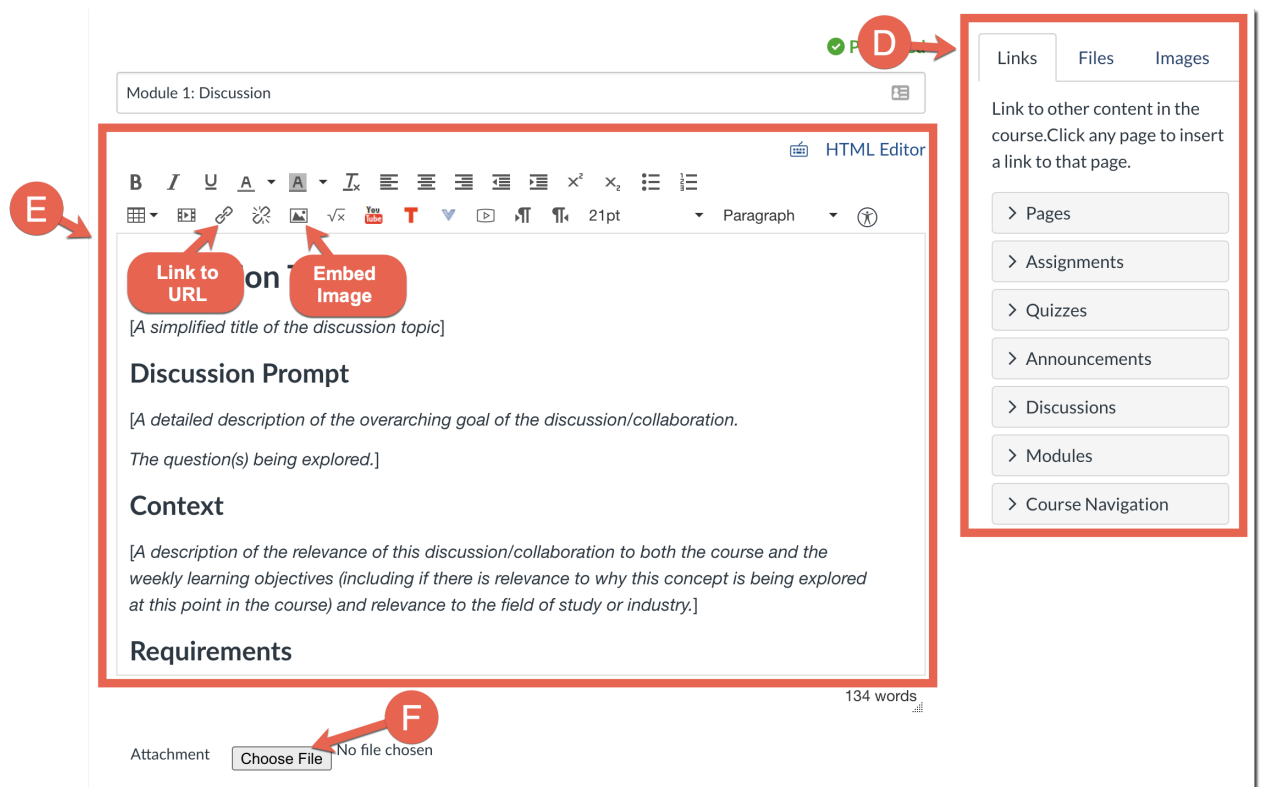 D
Links Files Images
Module 1: Discussion
Link to other content in the
course.Click any page to insert
a link to that page.
HTML Editor
B I U A A Tx x² x₂
E
√x You Tube T V 21pt Paragraph
Link to
URL
Embed
Image
on
[A simplified title of the discussion topic]
Discussion Prompt
[A detailed description of the overarching goal of the discussion/collaboration.
The question(s) being explored.]
Context
[A description of the relevance of this discussion/collaboration to both the course and the
weekly learning objectives (including if there is relevance to why this concept is being explored
at this point in the course) and relevance to the field of study or industry.]
Requirements
134 words
Pages
Assignments
Quizzes
Announcements
Discussions
Modules
Course Navigation
F
Attachment Choose File No file chosen